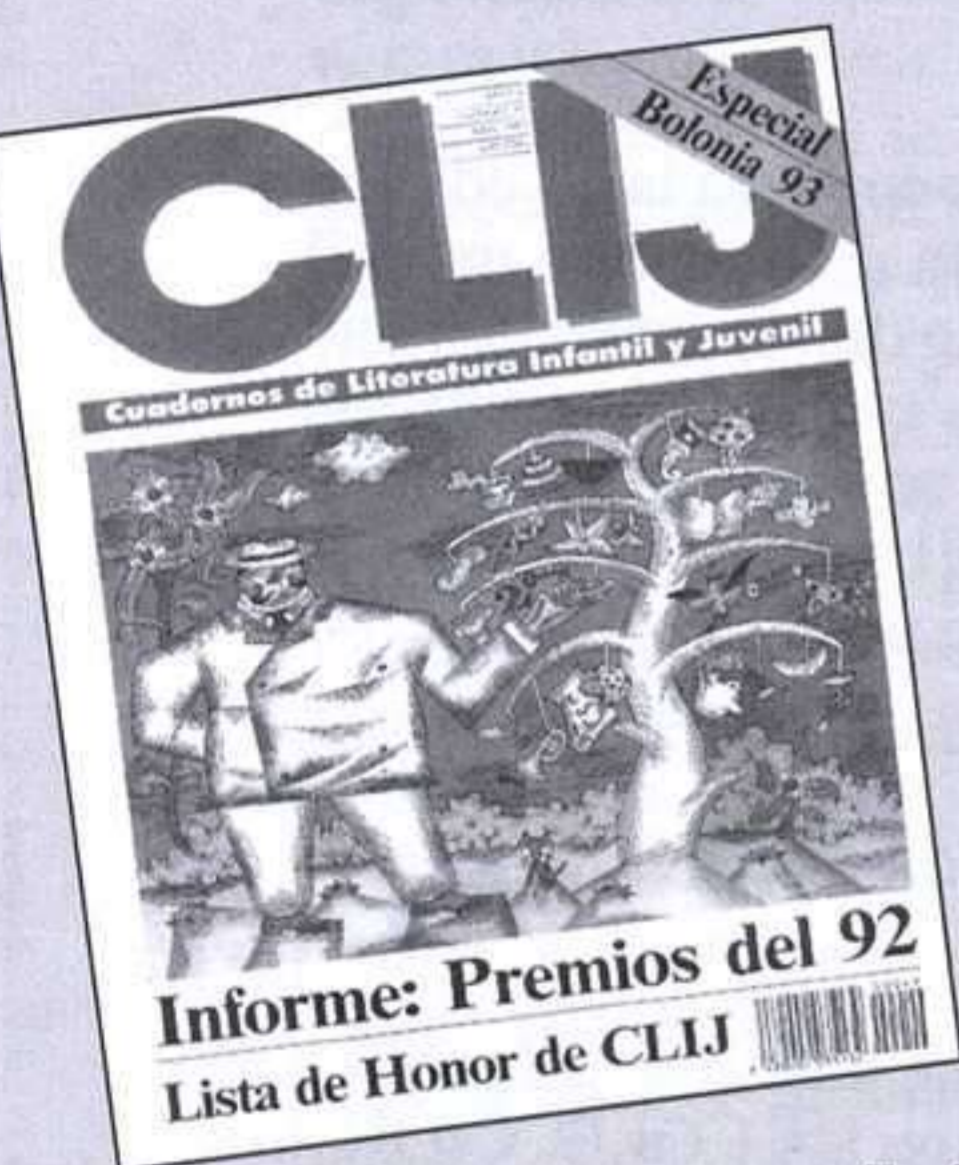 Especial
Bolonia 93
CLIJ
Cuadernos de Literatura Infantil y Juvenil
Informe: Premios del 92
Lista de Honor de CLIJ